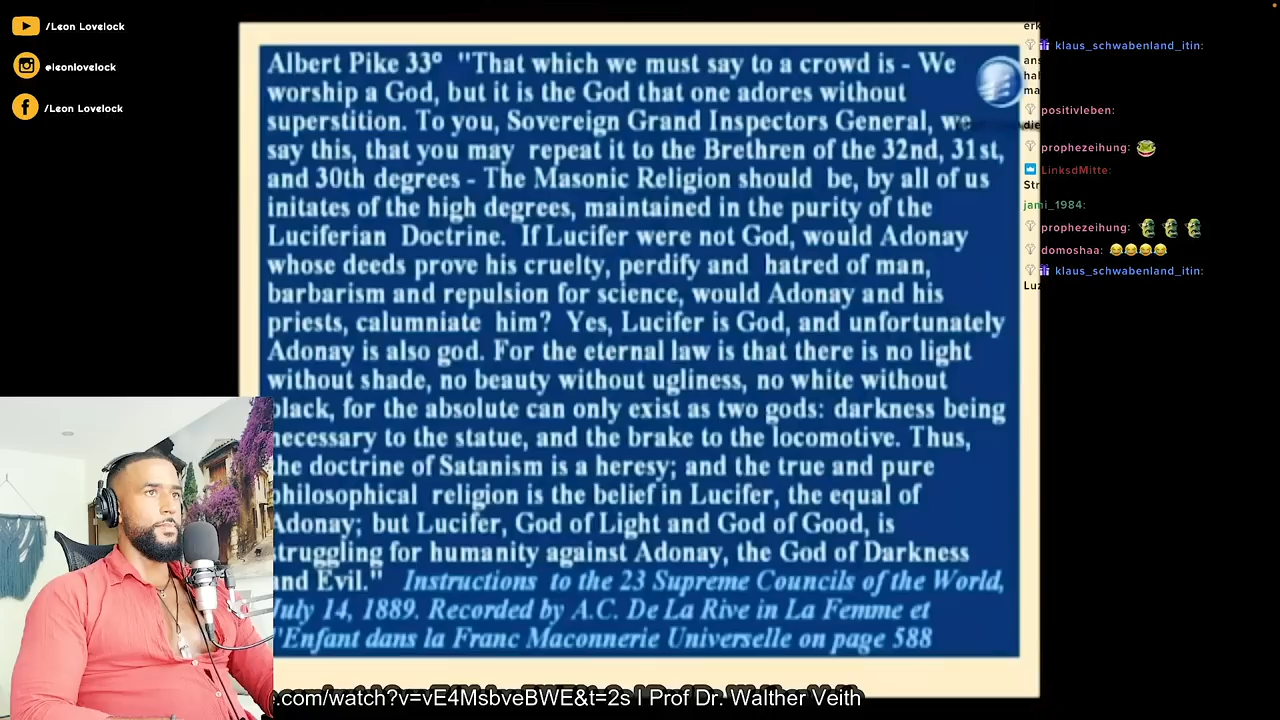 /Leon Lovelock
@leonlovelock
/Leon Lovelock
Albert Pike 33° "That which we must say to a crowd is - We
worship a God, but it is the God that one adores without
superstition. To you, Sovereign Grand Inspectors General, we
say this, that you may repeat it to the Brethren of the 32nd, 31st,
and 30th degrees - The Masonic Religion should be, by all of us
initates of the high degrees, maintained in the purity of the
Luciferian Doctrine. If Lucifer were not God, would Adonay
whose deeds prove his cruelty, perdify and hatred of man,
barbarism and repulsion for science, would Adonay and his
priests, calumniate him? Yes, Lucifer is God, and unfortunately
Adonay is also god. For the eternal law is that there is no light
without shade, no beauty without ugliness, no white without
black, for the absolute can only exist as two gods: darkness being
necessary to the statue, and the brake to the locomotive. Thus,
the doctrine of Satanism is a heresy; and the true and pure
philosophical religion is the belief in Lucifer, the equal of
Adonay; but Lucifer, God of Light and God of Good, is
struggling for humanity against Adonay, the God of Darkness
and Evil." Instructions to the 23 Supreme Councils of the World,
July 14, 1889. Recorded by A.C. De La Rive in La Femme et
"Enfant dans la Franc Maconnerie Universelle on page 588
klaus_schwabenland_itin:
positivleben:
die
prophezeihung:
LinksdMitte:
Str
jami_1984:
prophezeihung:
domoshaa: 😂😂😂😂
klaus_schwabenland_itin:
Luz
.com/watch?v=vE4MsbveBWE&t=2s I Prof Dr. Walther Veith